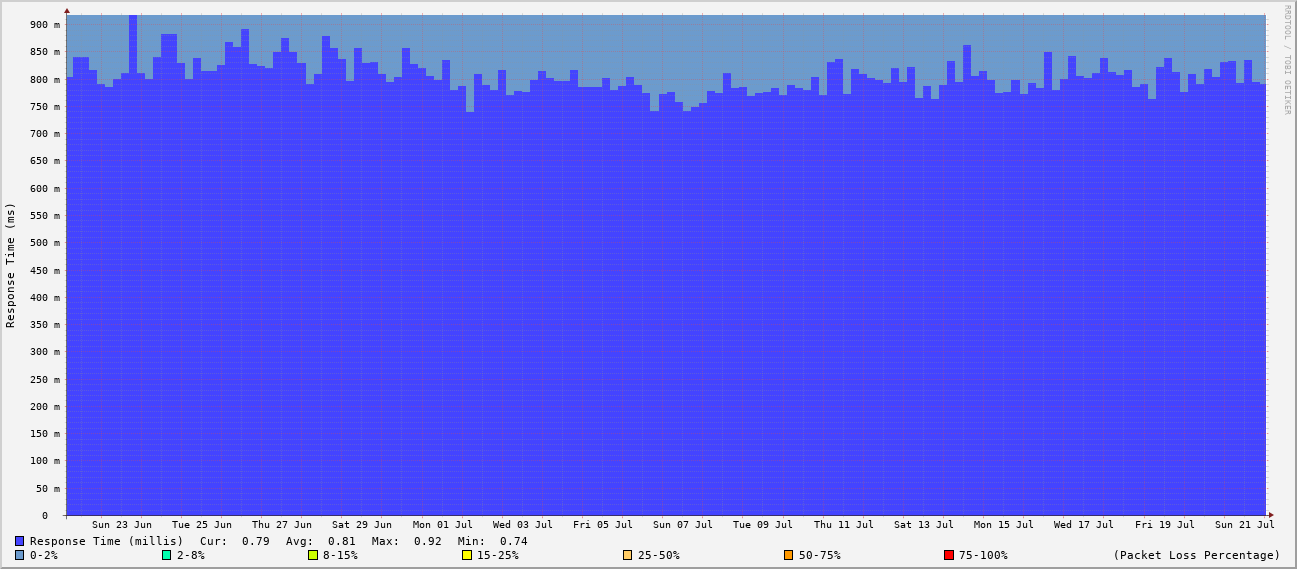 RRDTOOL / TOBI OETIKER
Response Time (ms)
900 m
850 m
800 m
750 m
700 m
650 m
600 m
550 m
500 m
450 m
400 m
350 m
300 m
250 m
200 m
150 m
100 m
50 m
0
Sun 23 Jun Tue 25 Jun Thu 27 Jun Sat 29 Jun Mon 01 Jul Wed 03 Jul Fri 05 Jul Sun 07 Jul Tue 09 Jul Thu 11 Jul Sat 13 Jul Mon 15 Jul Wed 17 Jul Fri 19 Jul Sun 21 Jul
Response Time (millis) Cur: 0.79 Avg: 0.81 Max: 0.92 Min: 0.74
0-2% 2-8% 8-15% 15-25% 25-50% 50-75% 75-100% (Packet Loss Percentage)